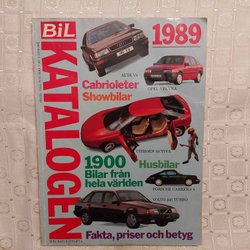 BiL
1989
KATALOGEN
AUDI V8
OPEL VECTRA
Cabrioleter
Showbilar
CITROËN ACTIVA
1900
Bilar från
hela världen
Husbilar
PORSCHE CARRERA 4
VOLVO 440 TURBO
Fakta, priser och betyg